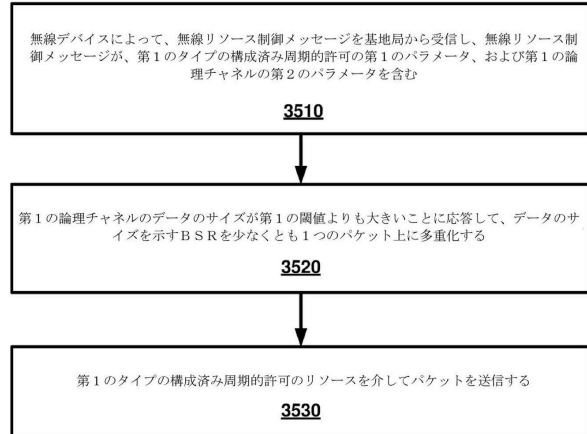 無線デバイスによって、無線リソース制御メッセージを基地局から受信し、無線リソース制
御メッセージが、第１のタイプの構成済み周期的許可の第１のパラメータ、および第１の論
理チャネルの第２のパラメータを含む
3510
第１の論理チャネルのデータのサイズが第１の閾値よりも大きいことに応答して、データのサ
イズを示すＢＳＲを少なくとも１つのパケット上に多重化する
3520
第１のタイプの構成済み周期的許可のリソースを介してパケットを送信する
3530